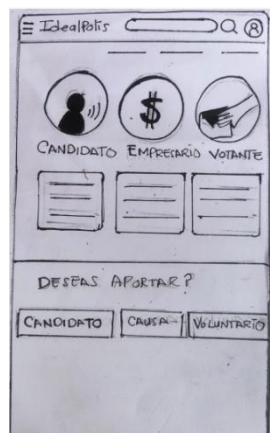 IdealPolis
$
CANDIDATO EMPRESARIO VOTANTE
DESEAS APORTAR?
CANDIDATO CAUSA VOLUNTARIO